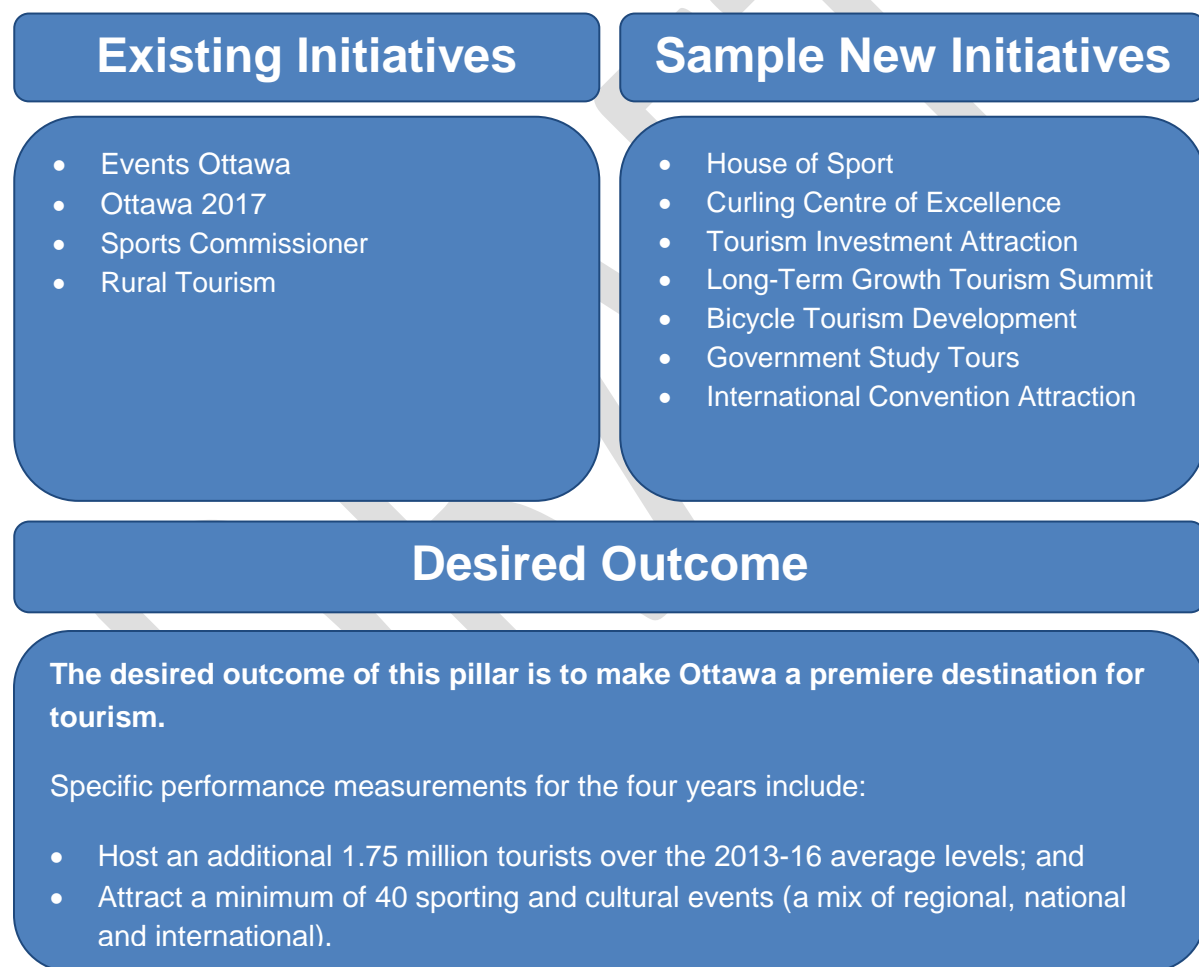 Existing Initiatives
Sample New Initiatives
• Events Ottawa
• Ottawa 2017
• Sports Commissioner
• Rural Tourism
• House of Sport
• Curling Centre of Excellence
• Tourism Investment Attraction
• Long-Term Growth Tourism Summit
• Bicycle Tourism Development
• Government Study Tours
• International Convention Attraction
Desired Outcome
The desired outcome of this pillar is to make Ottawa a premiere destination for
tourism.
Specific performance measurements for the four years include:
• Host an additional 1.75 million tourists over the 2013-16 average levels; and
• Attract a minimum of 40 sporting and cultural events (a mix of regional, national
and international).